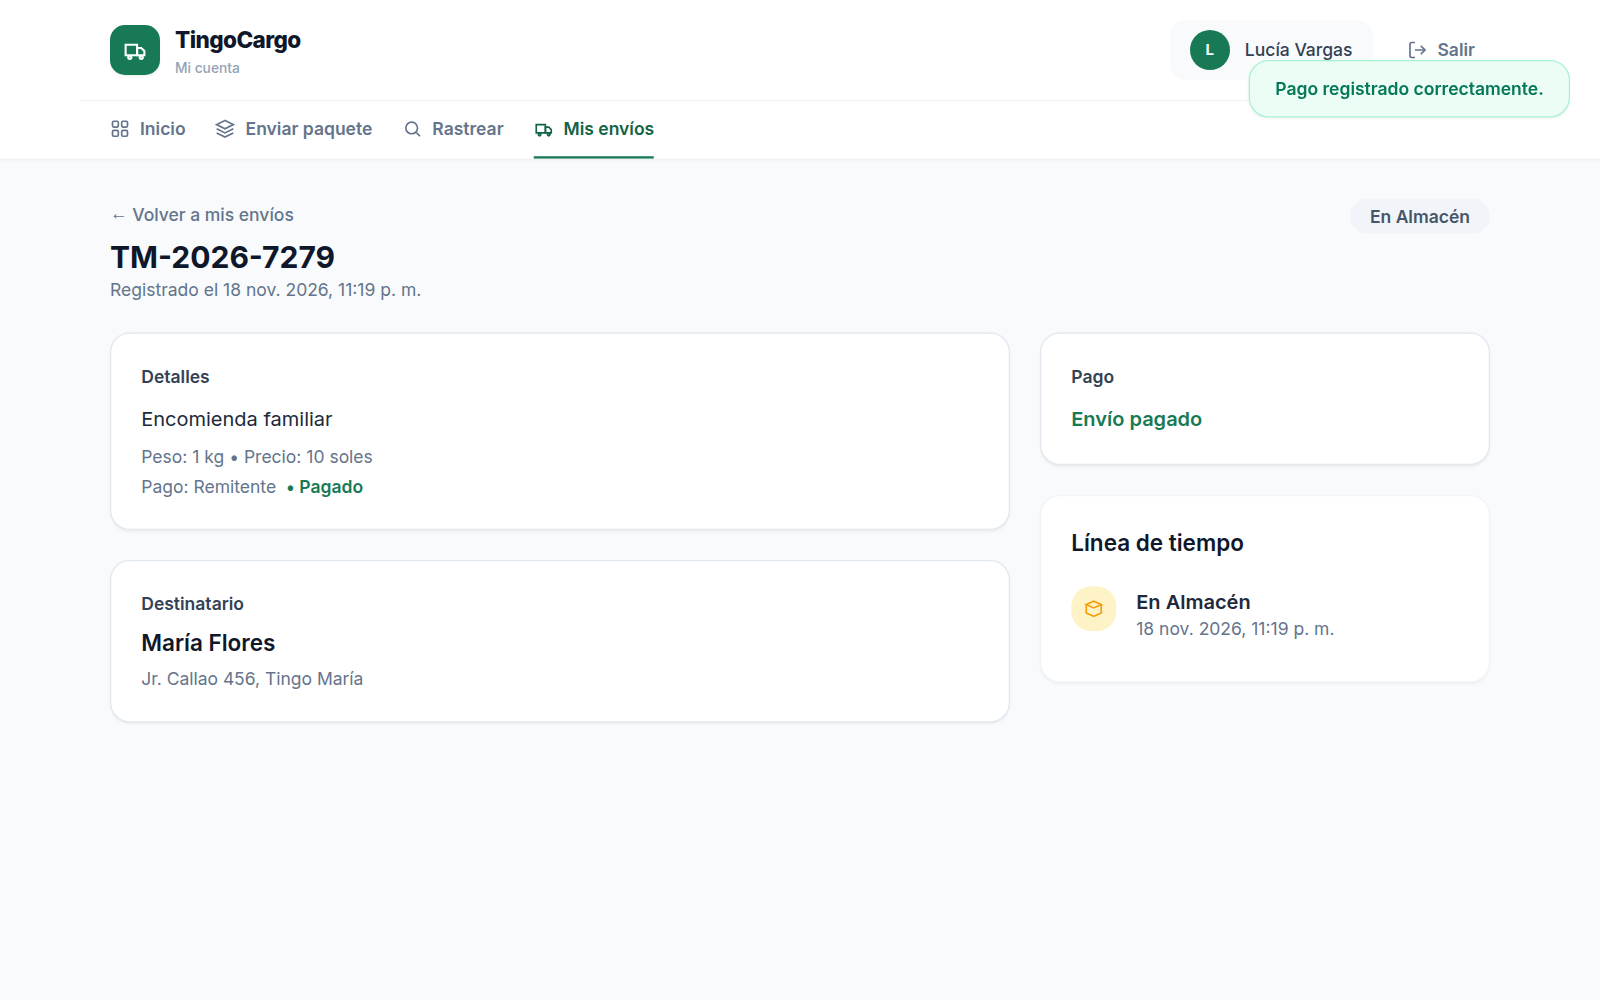 TingoCargo
Mi cuenta
L
Lucía Vargas
Salir
Pago registrado correctamente.
Inicio
Enviar paquete
Rastrear
Mis envíos
← Volver a mis envíos
En Almacén
TM-2026-7279
Registrado el 18 nov. 2026, 11:19 p. m.
Detalles
Encomienda familiar
Peso: 1 kg • Precio: 10 soles
Pago: Remitente • Pagado
Destinatario
María Flores
Jr. Callao 456, Tingo María
Pago
Envío pagado
Línea de tiempo
En Almacén
18 nov. 2026, 11:19 p. m.